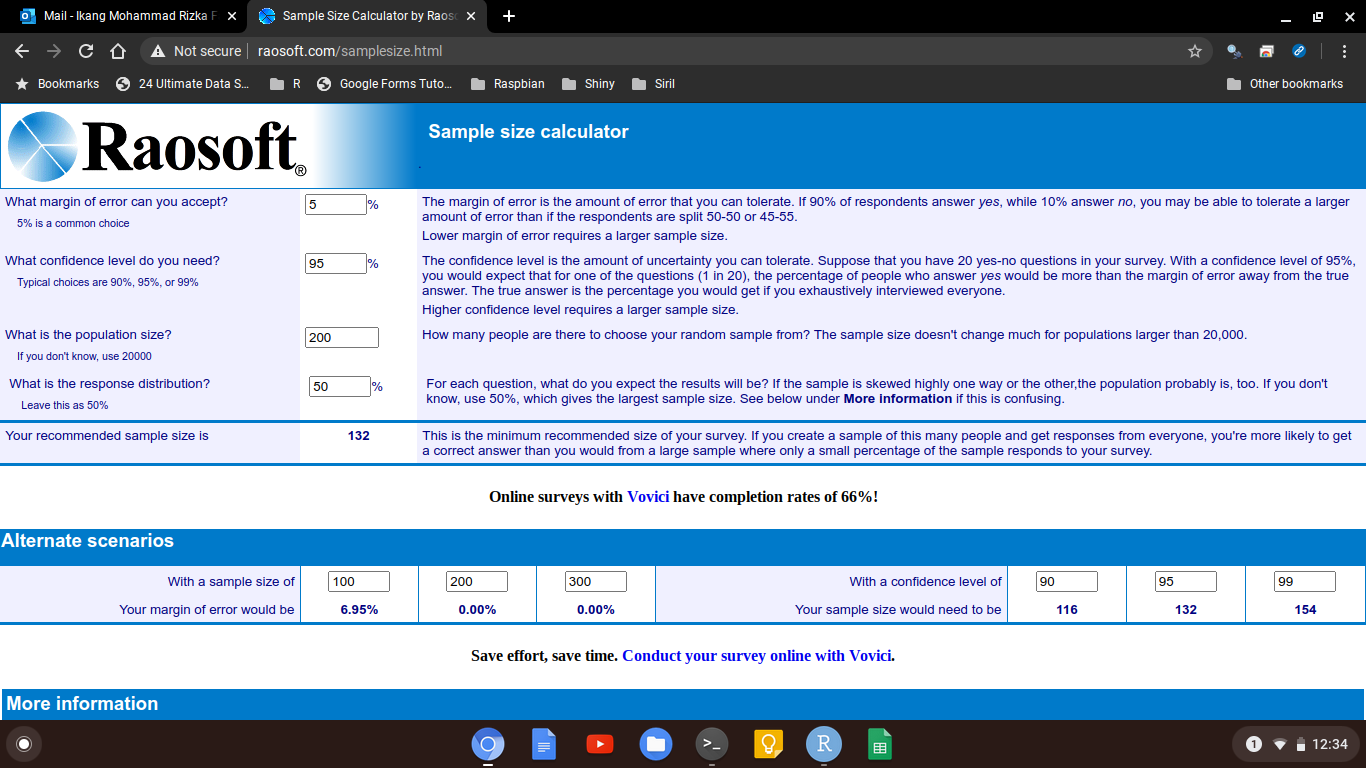 Mail - Ikang Mohammad Rizka F
Sample Size Calculator by Raos
Not secure
raosoft.com/samplesize.html
Bookmarks
24 Ultimate Data S...
R
Google Forms Tuto...
Raspbian
Shiny
Siril
Other bookmarks
Raosoft®
Sample size calculator
What margin of error can you accept?
5% is a common choice
5 %
The margin of error is the amount of error that you can tolerate. If 90% of respondents answer yes, while 10% answer no, you may be able to tolerate a larger
amount of error than if the respondents are split 50-50 or 45-55.
Lower margin of error requires a larger sample size.
What confidence level do you need?
Typical choices are 90%, 95%, or 99%
95 %
The confidence level is the amount of uncertainty you can tolerate. Suppose that you have 20 yes-no questions in your survey. With a confidence level of 95%,
you would expect that for one of the questions (1 in 20), the percentage of people who answer yes would be more than the margin of error away from the true
answer. The true answer is the percentage you would get if you exhaustively interviewed everyone.
Higher confidence level requires a larger sample size.
What is the population size?
If you don't know, use 20000
200
How many people are there to choose your random sample from? The sample size doesn't change much for populations larger than 20,000.
What is the response distribution?
Leave this as 50%
50 %
For each question, what do you expect the results will be? If the sample is skewed highly one way or the other,the population probably is, too. If you don't
know, use 50%, which gives the largest sample size. See below under More information if this is confusing.
Your recommended sample size is
132
This is the minimum recommended size of your survey. If you create a sample of this many people and get responses from everyone, you're more likely to get
a correct answer than you would from a large sample where only a small percentage of the sample responds to your survey.
Online surveys with Vovici have completion rates of 66%!
Alternate scenarios
With a sample size of 100 200 300
With a confidence level of 90 95 99
Your margin of error would be 6.95% 0.00% 0.00%
Your sample size would need to be 116 132 154
Save effort, save time. Conduct your survey online with Vovici.
More information
>_
R
1
12:34